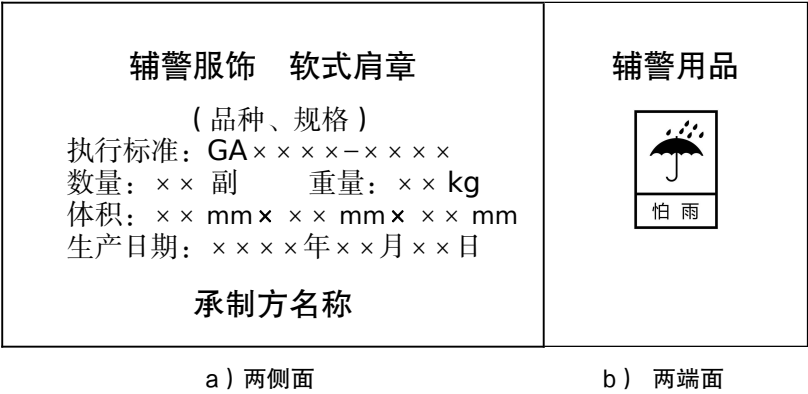 辅警服饰　软式肩章
(品种、规格)
执行标准：GA××××–××××
数量：×× 副　　重量：×× kg
体积：×× mm× ×× mm× ×× mm
生产日期：××××年××月××日
承制方名称
辅警用品
怕 雨
a) 两侧面
b) 两端面